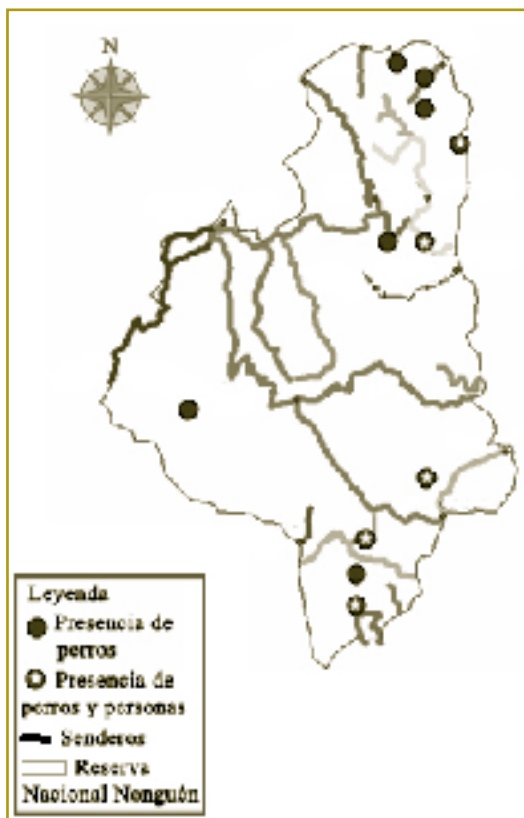 N
Leyenda
Presencia de
perros
Presencia de
perros y personas
Senderos
Reserva
Nacional Nonguén